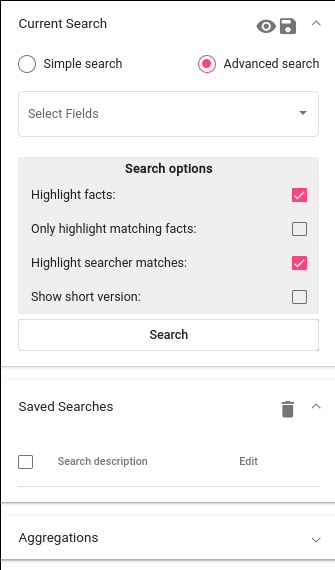 Current Search
Simple search
Advanced search
Select Fields
Search options
Highlight facts:
Only highlight matching facts:
Highlight searcher matches:
Show short version:
Search
Saved Searches
Search description Edit
Aggregations